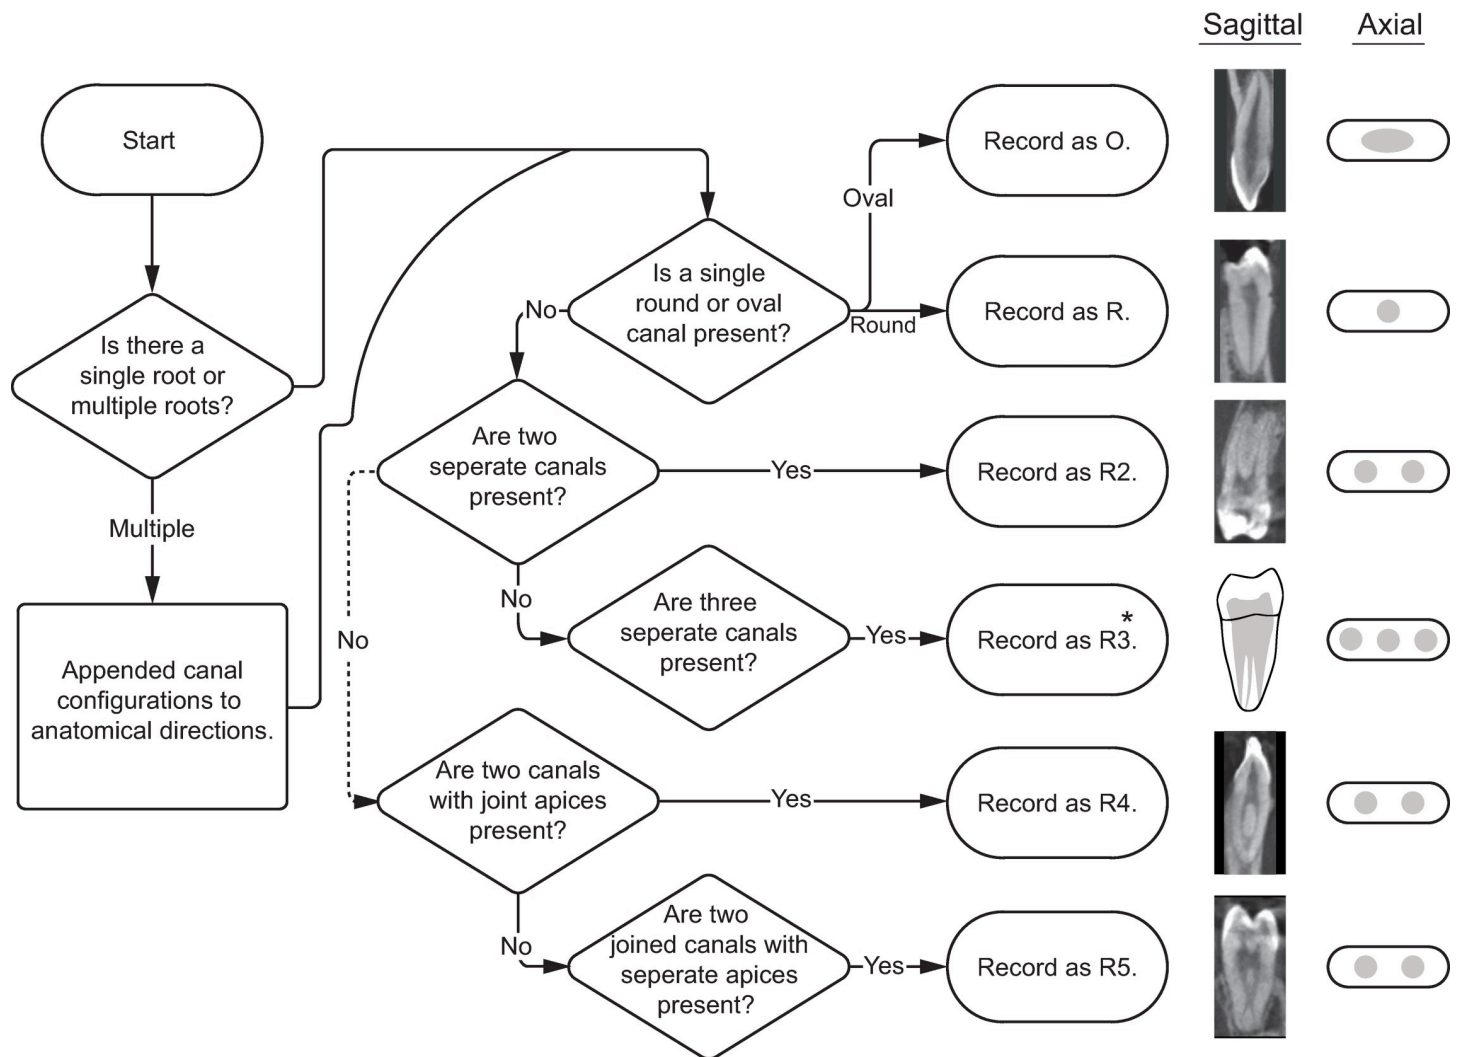 Sagittal
Axial
Start
Is there a
single root or
multiple roots?
Multiple
Appended canal
configurations to
anatomical directions.
Is a single
round or oval
canal present?
Oval
Round
No
Record as O.
Record as R.
Are two
seperate canals
present?
Yes
Record as R2.
No
No
Are three
seperate canals
present?
Yes
Record as R3.
*
Are two canals
with joint apices
present?
Yes
Record as R4.
No
Are two
joined canals with
seperate apices
present?
Yes
Record as R5.